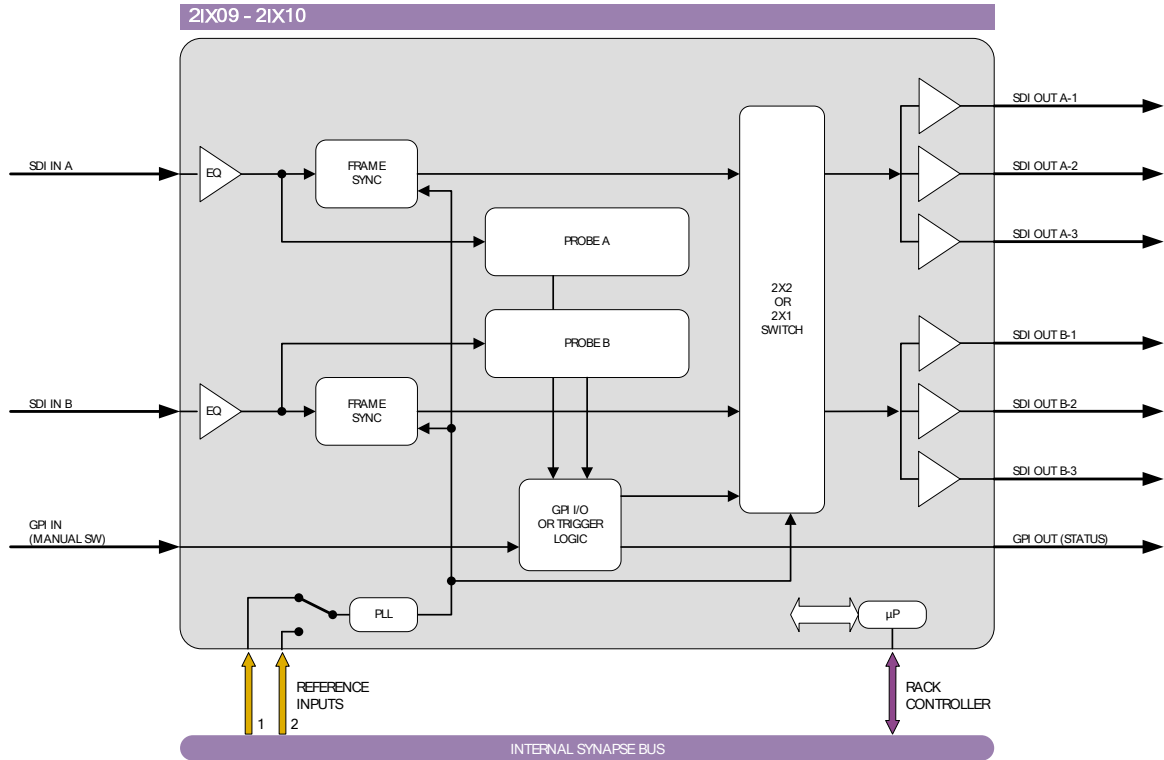 2IX09 - 2IX10
SDI OUT A-1
SDI IN A
EQ
FRAME
SYNC
SDI OUT A-2
PROBE A
SDI OUT A-3
2X2
OR
2X1
SWITCH
PROBE B
SDI OUT B-1
SDI IN B
EQ
FRAME
SYNC
SDI OUT B-2
SDI OUT B-3
GPI IN
(MANUAL SW)
GPI I/O
OR TRIGGER
LOGIC
GPI OUT (STATUS)
PLL
µP
REFERENCE
INPUTS
1
2
RACK
CONTROLLER
INTERNAL SYNAPSE BUS